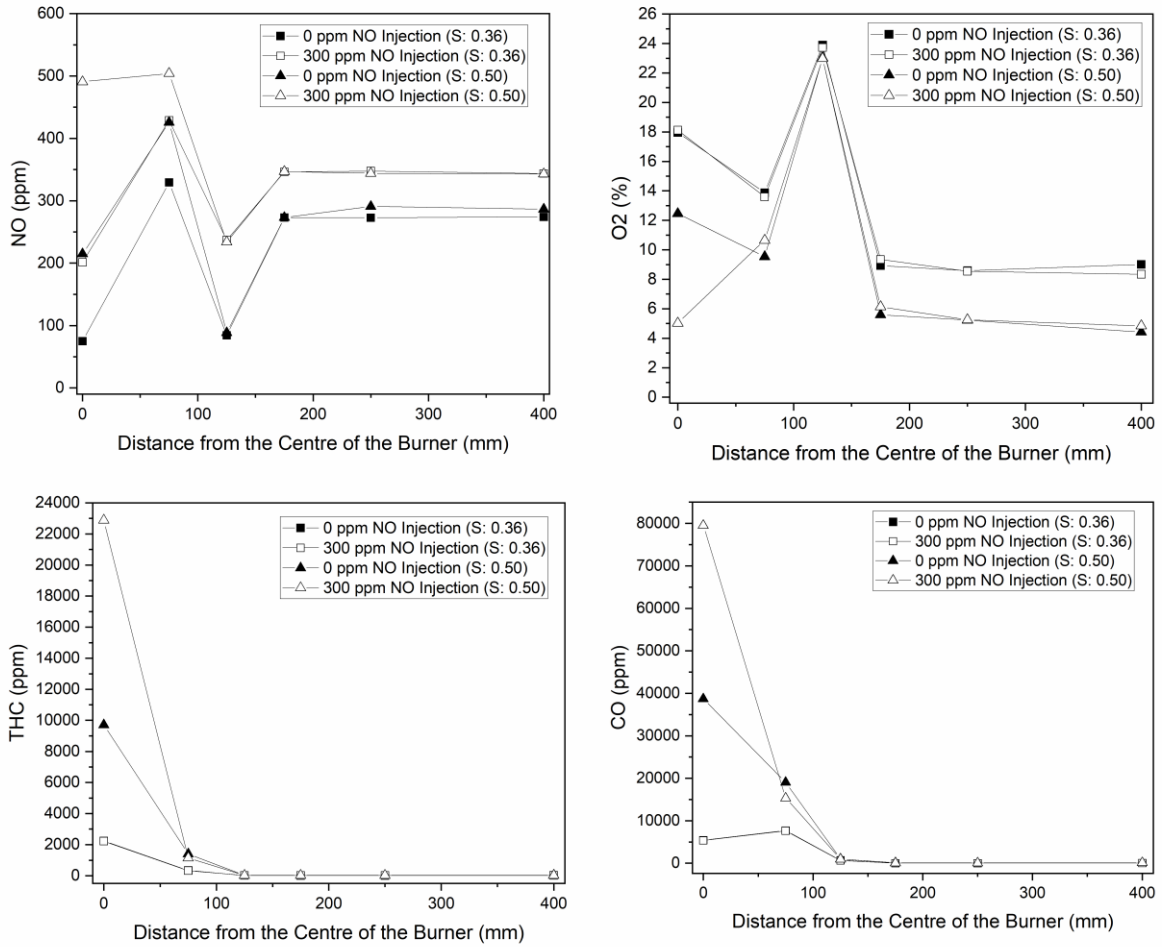 600
500
400
300
200
100
0
NO (ppm)
0 ppm NO Injection (S: 0.36)
300 ppm NO Injection (S: 0.36)
0 ppm NO Injection (S: 0.50)
300 ppm NO Injection (S: 0.50)
0 100 200 300 400
Distance from the Centre of the Burner (mm)
26
24
22
20
18
16
14
12
10
8
6
4
2
0
O2 (%)
0 ppm NO Injection (S: 0.36)
300 ppm NO Injection (S: 0.36)
0 ppm NO Injection (S: 0.50)
300 ppm NO Injection (S: 0.50)
0 100 200 300 400
Distance from the Centre of the Burner (mm)
24000
22000
20000
18000
16000
14000
12000
10000
8000
6000
4000
2000
0
THC (ppm)
0 ppm NO Injection (S: 0.36)
300 ppm NO Injection (S: 0.36)
0 ppm NO Injection (S: 0.50)
300 ppm NO Injection (S: 0.50)
0 100 200 300 400
Distance from the Centre of the Burner (mm)
80000
70000
60000
50000
40000
30000
20000
10000
0
CO (ppm)
0 ppm NO Injection (S: 0.36)
300 ppm NO Injection (S: 0.36)
0 ppm NO Injection (S: 0.50)
300 ppm NO Injection (S: 0.50)
0 100 200 300 400
Distance from the Centre of the Burner (mm)